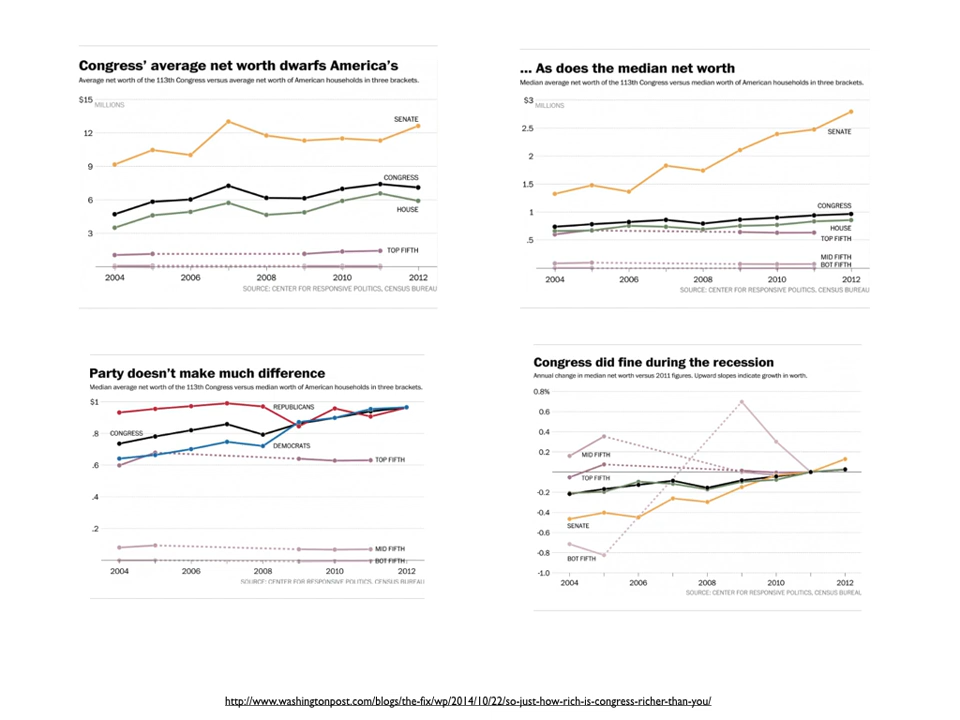 Congress' average net worth dwarfs America's
Average net worth of the 113th Congress versus average net worth of American households in three brackets.
$15
MILLIONS
SENATE
12
9
CONGRESS
6
HOUSE
3
TOP FIFTH
2004 2006 2008 2010 2012
SOURCE: CENTER FOR RESPONSIVE POLITICS, CENSUS BUREAU
... As does the median net worth
Median average net worth of the 113th Congress versus median worth of American households in three brackets.
$3
MILLIONS
2.5
SENATE
2
1.5
CONGRESS
1
HOUSE
.5
TOP FIFTH
MID FIFTH
BOT FIFTH
2004 2006 2008 2010 2012
SOURCE: CENTER FOR RESPONSIVE POLITICS, CENSUS BUREAU
Party doesn't make much difference
Median average net worth of the 113th Congress versus median worth of American households in three brackets.
$1
REPUBLICANS
.8
CONGRESS
DEMOCRATS
.6
TOP FIFTH
.4
.2
MID FIFTH
BOT FIFTH
2004 2006 2008 2010 2012
SOURCE: CENTER FOR RESPONSIVE POLITICS, CENSUS BUREAU
Congress did fine during the recession
Annual change in median net worth versus 2011 figures. Upward slopes indicate growth in worth.
0.8%
0.6
0.4
0.2
MID FIFTH
TOP FIFTH
-0.2
-0.4
SENATE
-0.6
-0.8
BOT FIFTH
-1.0
2004 2006 2008 2010 2012
SOURCE: CENTER FOR RESPONSIVE POLITICS, CENSUS BUREAL
http://www.washingtonpost.com/blogs/the-fix/wp/2014/10/22/so-just-how-rich-is-congress-richer-than-you/